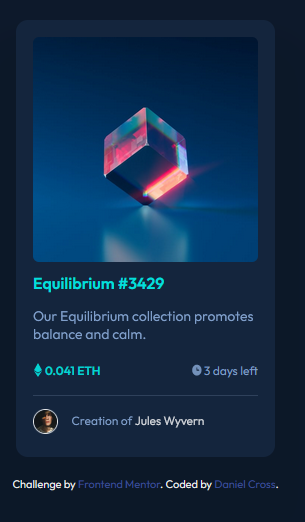 Equilibrium #3429
Our Equilibrium collection promotes
balance and calm.
0.041 ETH
3 days left
Creation of Jules Wyvern
Challenge by Frontend Mentor. Coded by Daniel Cross.